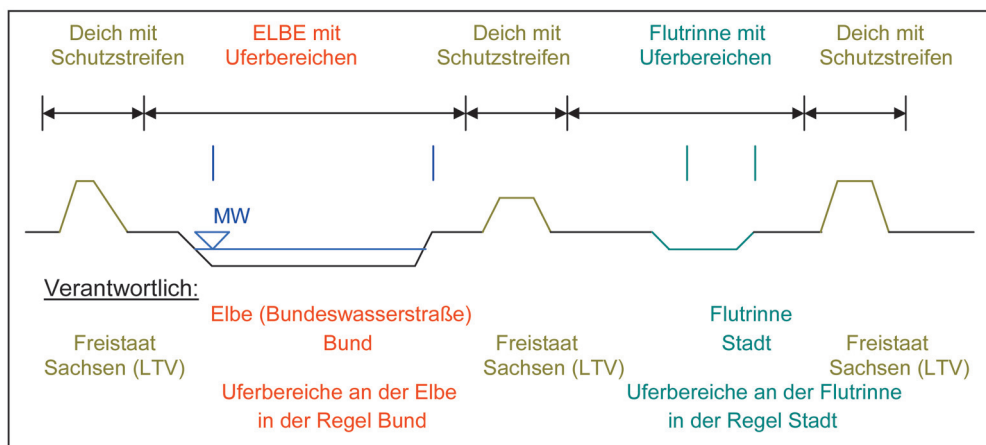 Deich mit
Schutzstreifen
ELBE mit
Uferbereichen
Deich mit
Schutzstreifen
Flutrinne mit
Uferbereichen
Deich mit
Schutzstreifen
MW
Verantwortlich:
Freistaat
Sachsen (LTV)
Elbe (Bundeswasserstraße)
Bund
Uferbereiche an der Elbe
in der Regel Bund
Freistaat
Sachsen (LTV)
Flutrinne
Stadt
Uferbereiche an der Flutrinne
in der Regel Stadt
Freistaat
Sachsen (LTV)